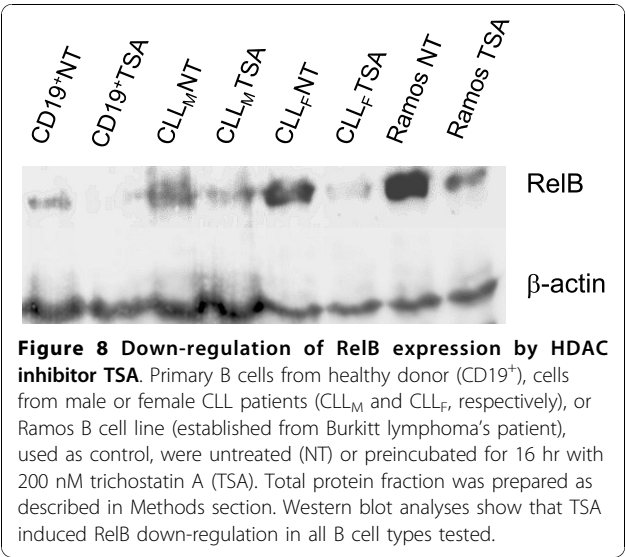 CD19⁺NT CD19⁺TSA CLL_M NT CLL_M TSA CLL_F NT CLL_F TSA Ramos NT Ramos TSA
RelB
β-actin
Figure 8 Down-regulation of RelB expression by HDAC
inhibitor TSA. Primary B cells from healthy donor (CD19⁺), cells
from male or female CLL patients (CLL_M and CLL_F, respectively), or
Ramos B cell line (established from Burkitt lymphoma's patient),
used as control, were untreated (NT) or preincubated for 16 hr with
200 nM trichostatin A (TSA). Total protein fraction was prepared as
described in Methods section. Western blot analyses show that TSA
induced RelB down-regulation in all B cell types tested.